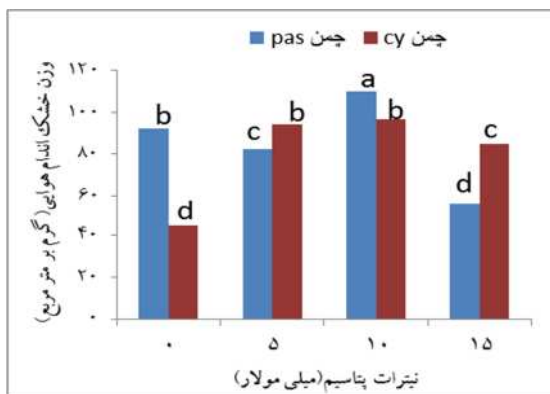 چمن pas چمن cy
وزن خشک اندام هوایی( گرم بر متر مربع)
۱۲۰
۱۰۰
۸۰
۶۰
۴۰
۲۰
۰
b
d
c
b
a
b
d
c
۰ ۵ ۱۰ ۱۵
نیترات پتاسیم(میلی مولار)